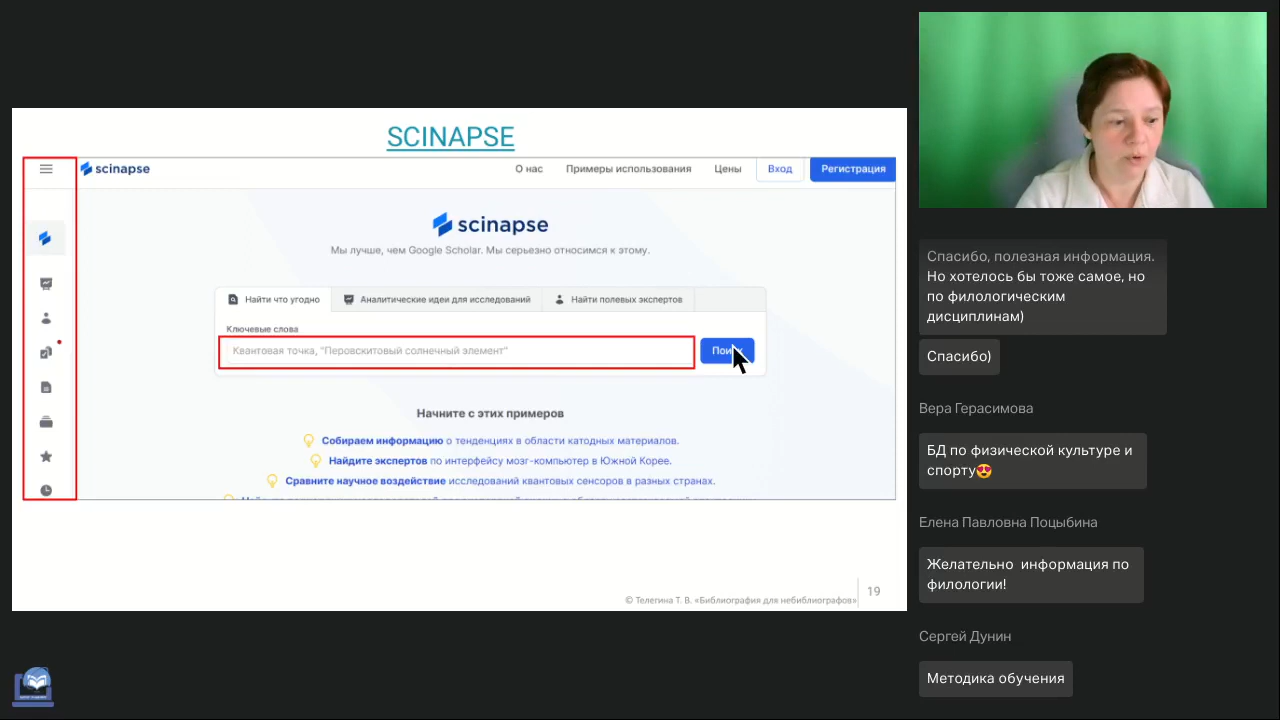 SCINAPSE
scinapse
О нас
Примеры использования
Цены
Вход
Регистрация
scinapse
Мы лучше, чем Google Scholar. Мы серьезно относимся к этому.
Найти что угодно
Аналитические идеи для исследований
Найти полевых экспертов
Ключевые слова
Квантовая точка, "Перовскитовый солнечный элемент"
Начните с этих примеров
Собираем информацию о тенденциях в области катодных материалов.
Найдите экспертов по интерфейсу мозг-компьютер в Южной Корее.
Сравните научное воздействие исследований квантовых сенсоров в разных странах.
© Телегина Т. В. «Библиография для небиблиографов»
19
Спасибо, полезная информация.
Но хотелось бы тоже самое, но
по филологическим
дисциплинам)
Спасибо)
Вера Герасимова
БД по физической культуре и
спорту😍
Елена Павловна Поцыбина
Желательно  информация по
филологии!
Сергей Дунин
Методика обучения